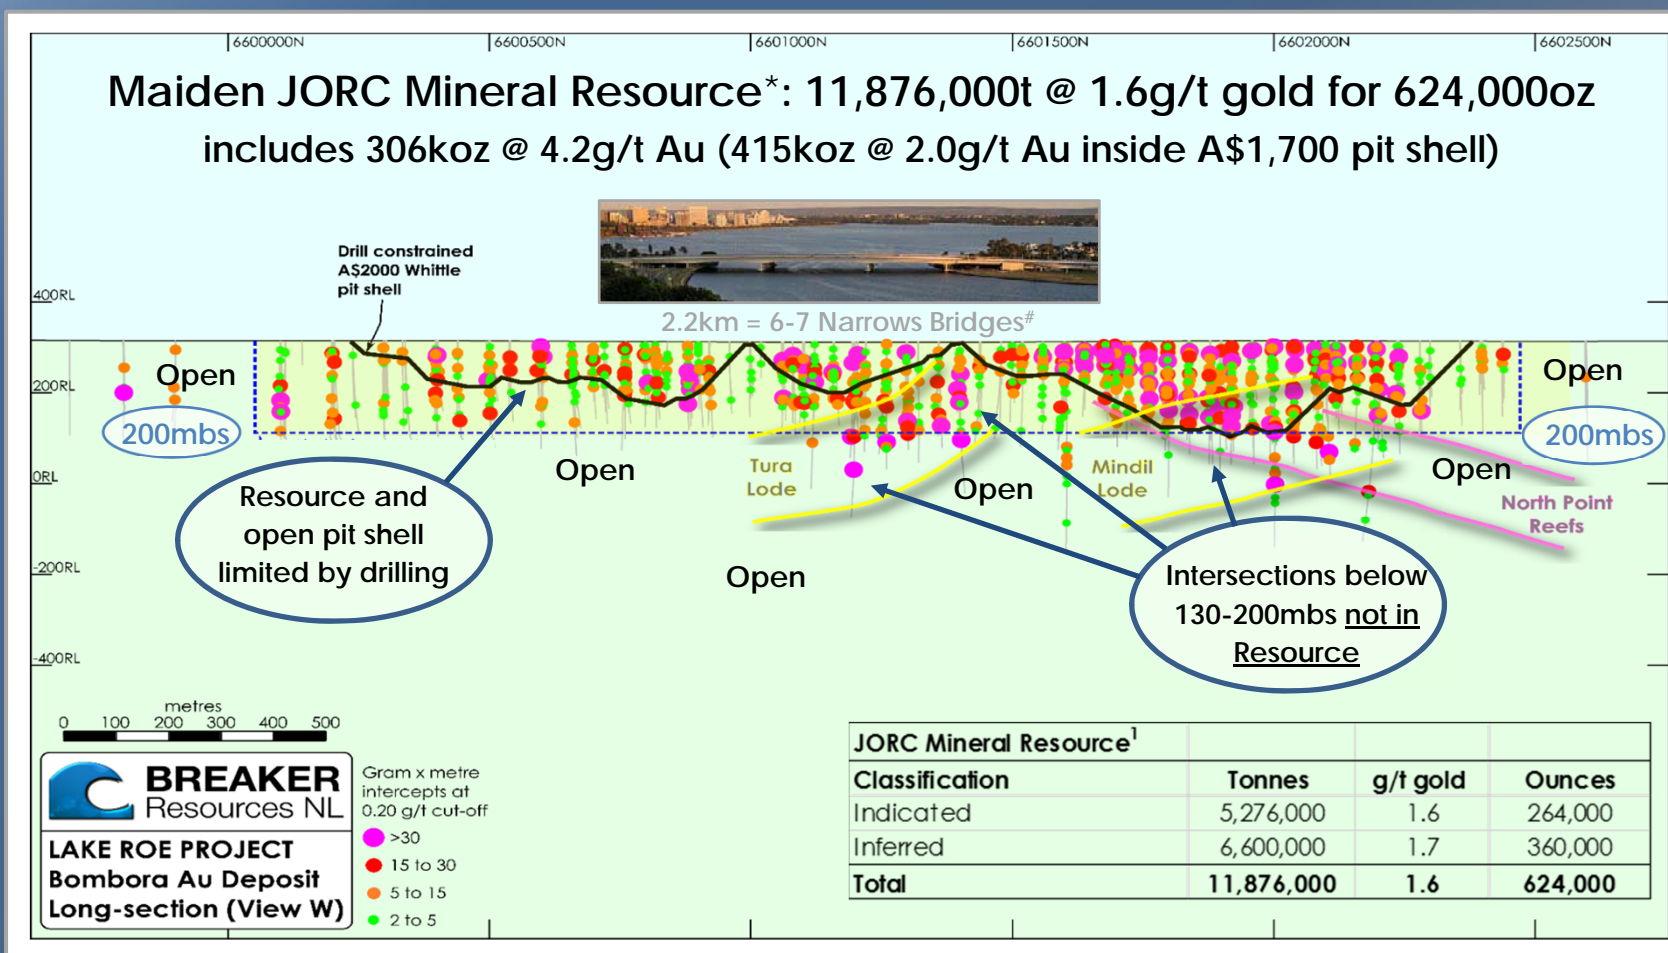 6600000N 6600500N 6601000N 6601500N 6602000N 6602500N
Maiden JORC Mineral Resource*: 11,876,000t @ 1.6g/t gold for 624,000oz
includes 306koz @ 4.2g/t Au (415koz @ 2.0g/t Au inside A$1,700 pit shell)
Drill constrained
A$2000 Whittle
pit shell
2.2km = 6-7 Narrows Bridges#
400RL
200RL
0RL
-200RL
-400RL
Open
200mbs
Open
200mbs
Open
Tura
Lode
Open
Mindil
Lode
Open
North Point
Reefs
Open
Resource and
open pit shell
limited by drilling
Intersections below
130-200mbs not in
Resource
metres
0 100 200 300 400 500
BREAKER
Resources NL
LAKE ROE PROJECT
Bombora Au Deposit
Long-section (View W)
Gram x metre
intercepts at
0.20 g/t cut-off
>30
15 to 30
5 to 15
2 to 5
JORC Mineral Resource1
Classification Tonnes g/t gold Ounces
Indicated 5,276,000 1.6 264,000
Inferred 6,600,000 1.7 360,000
Total 11,876,000 1.6 624,000